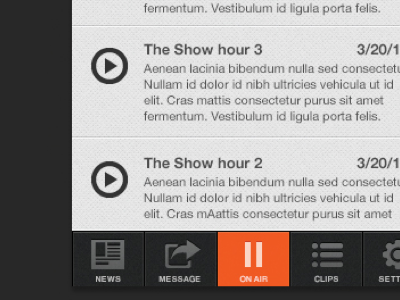 fermentum. Vestibulum id ligula porta felis.
The Show hour 3 3/20/1
Aenean lacinia bibendum nulla sed consectetu
Nullam id dolor id nibh ultricies vehicula ut id
elit. Cras mattis consectetur purus sit amet
fermentum. Vestibulum id ligula porta felis.
The Show hour 2 3/20/1
Aenean lacinia bibendum nulla sed consectetu
Nullam id dolor id nibh ultricies vehicula ut id
elit. Cras mAattis consectetur purus sit amet
NEWS MESSAGE ON AIR CLIPS SETT